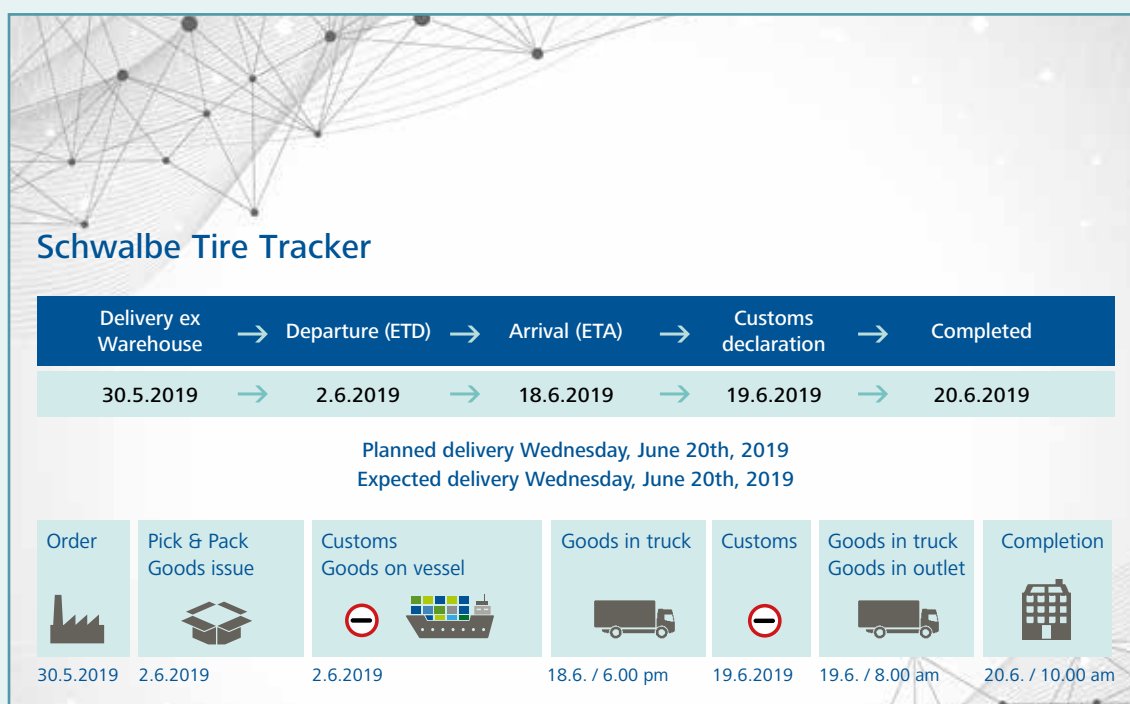 Schwalbe Tire Tracker
Delivery ex
Warehouse
→
Departure (ETD)
→
Arrival (ETA)
→
Customs
declaration
→
Completed
30.5.2019 → 2.6.2019 → 18.6.2019 → 19.6.2019 → 20.6.2019
Planned delivery Wednesday, June 20th, 2019
Expected delivery Wednesday, June 20th, 2019
Order
Pick & Pack
Goods issue
Customs
Goods on vessel
Goods in truck
Customs
Goods in truck
Goods in outlet
Completion
30.5.2019
2.6.2019
2.6.2019
18.6. / 6.00 pm
19.6.2019
19.6. / 8.00 am
20.6. / 10.00 am